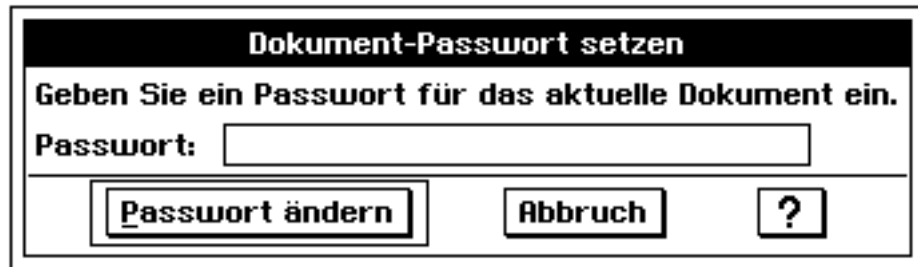 Dokument-Passwort setzen
Geben Sie ein Passwort für das aktuelle Dokument ein.
Passwort:
Passwort ändern Abbruch ?